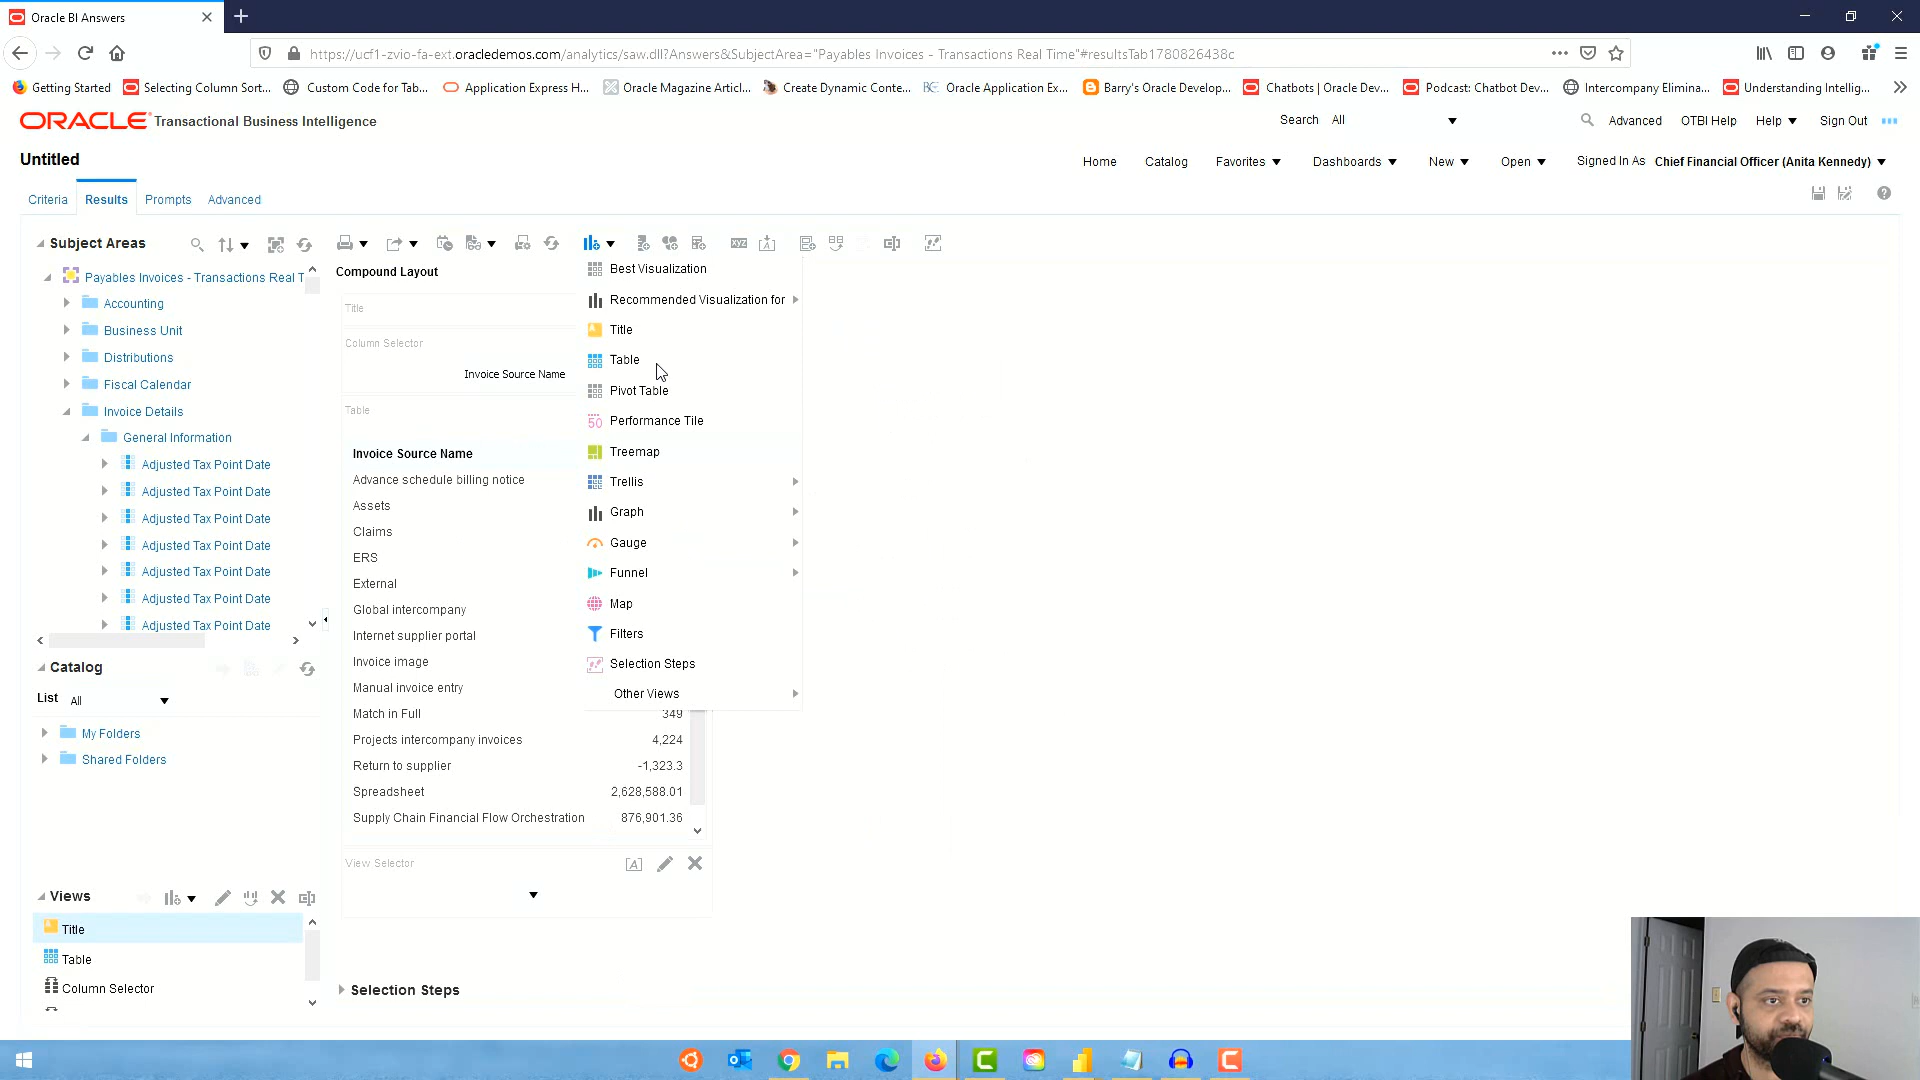 Oracle BI Answers
https://ucf1-zvio-fa-ext.oracledemos.com/analytics/saw.dll?Answers&SubjectArea="Payables Invoices - Transactions Real Time"#resultsTab1780826438c
Getting Started
Selecting Column Sort...
Custom Code for Tab...
Application Express H...
Oracle Magazine Articl...
Create Dynamic Conte...
Oracle Application Ex...
Barry's Oracle Develop...
Chatbots | Oracle Dev...
Podcast: Chatbot Dev...
Intercompany Elimina...
Understanding Intellig...
ORACLE Transactional Business Intelligence
Search All
Advanced OTBI Help Help Sign Out
Untitled
Home Catalog Favorites Dashboards New Open Signed In As Chief Financial Officer (Anita Kennedy)
Criteria Results Prompts Advanced
Subject Areas
Payables Invoices - Transactions Real T
Accounting
Business Unit
Distributions
Fiscal Calendar
Invoice Details
General Information
Adjusted Tax Point Date
Adjusted Tax Point Date
Adjusted Tax Point Date
Adjusted Tax Point Date
Adjusted Tax Point Date
Adjusted Tax Point Date
Adjusted Tax Point Date
Catalog
List All
My Folders
Shared Folders
Views
Title
Table
Column Selector
Compound Layout
Title
Column Selector
Invoice Source Name
Table
Invoice Source Name
Advance schedule billing notice
Assets
Claims
ERS
External
Global intercompany
Internet supplier portal
Invoice image
Manual invoice entry
Match in Full 349
Projects intercompany invoices 4,224
Return to supplier -1,323.3
Spreadsheet 2,628,588.01
Supply Chain Financial Flow Orchestration 876,901.36
View Selector
Selection Steps
XYZ
Best Visualization
Recommended Visualization for
Title
Table
Pivot Table
50 Performance Tile
Treemap
Trellis
Graph
Gauge
Funnel
Map
Filters
Selection Steps
Other Views